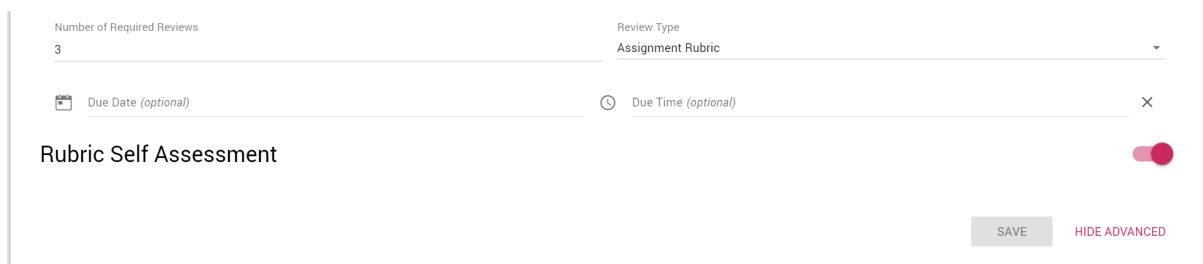 Number of Required Reviews
3
Review Type
Assignment Rubric
Due Date (optional)
Due Time (optional)
Rubric Self Assessment
SAVE
HIDE ADVANCED